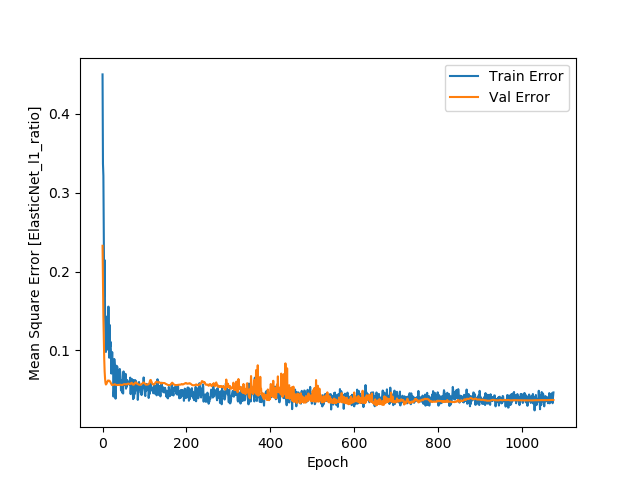 Train Error
Val Error
Mean Square Error [ElasticNet_l1_ratio]
0.4
0.3
0.2
0.1
0
200
400
600
800
1000
Epoch